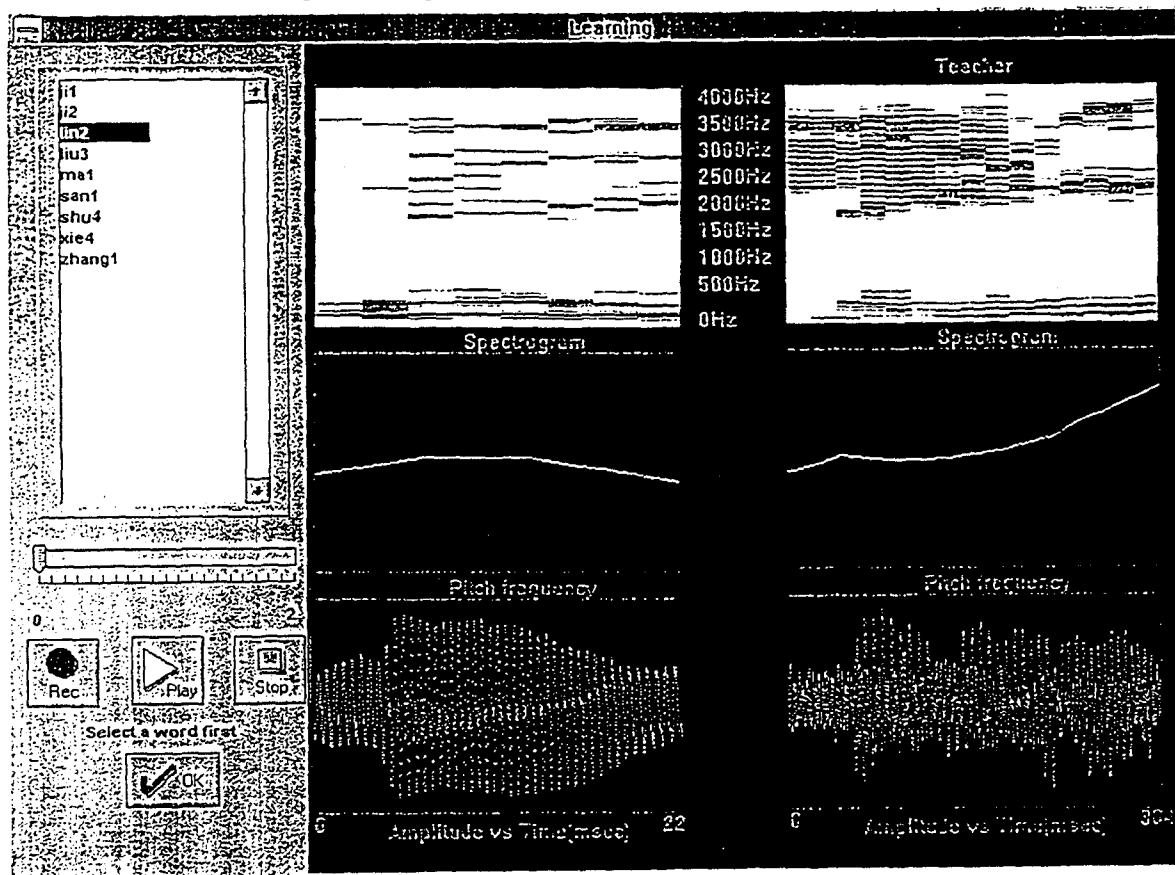 Learning
ji1
ji2
lin2
liu3
ma1
san1
shu4
xie4
zhang1
0 2
Rec Play Stop
Select a word first
OK
4000Hz
3500Hz
3000Hz
2500Hz
2000Hz
1500Hz
1000Hz
500Hz
0Hz
Spectrogram
Pitch frequency
0 22
Amplitude vs Time(msec)
Teacher
Spectrogram
Pitch frequency
0 304
Amplitude vs Time(msec)